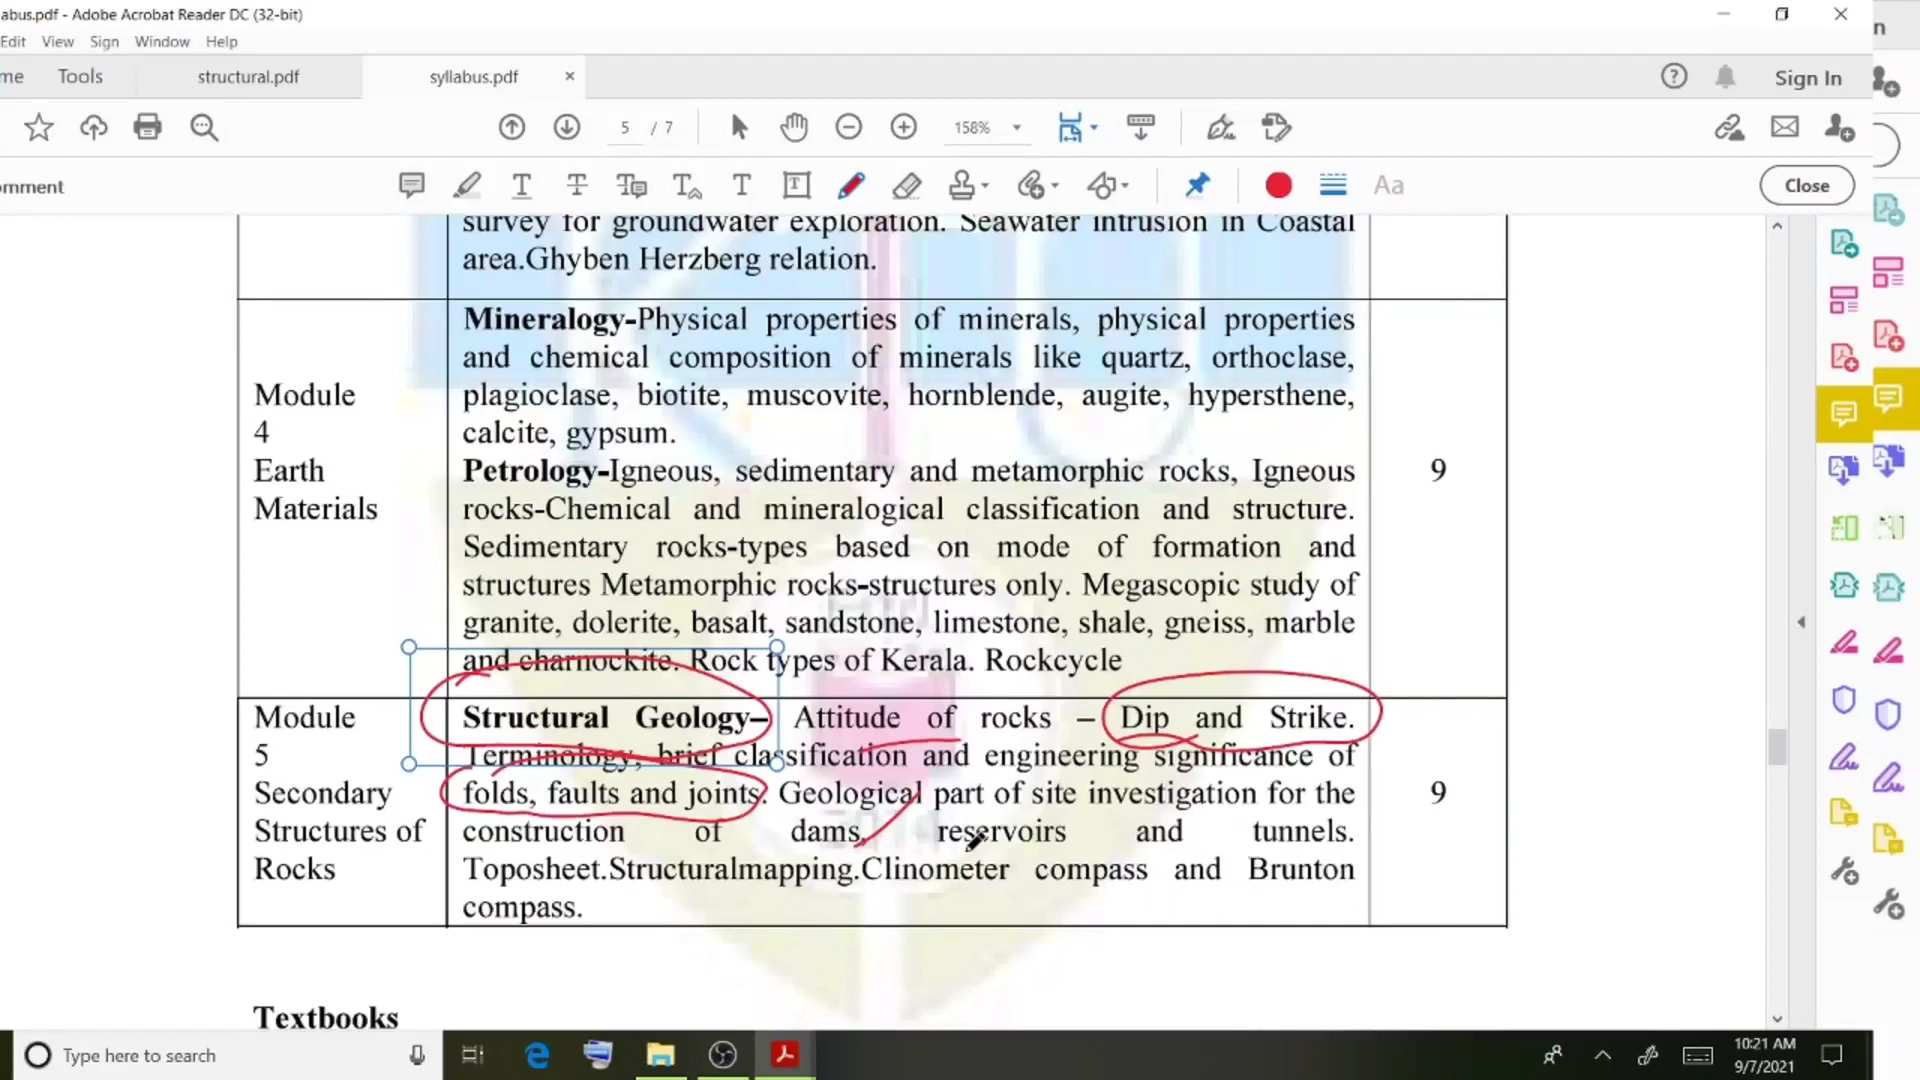 abus.pdf - Adobe Acrobat Reader DC (32-bit)
Edit View Sign Window Help
me Tools structural.pdf syllabus.pdf × Sign In
5 / 7 158%
omment Aa Close
survey for groundwater exploration. Seawater intrusion in Coastal
area.Ghyben Herzberg relation.
Module
4
Earth
Materials
Mineralogy-Physical properties of minerals, physical properties
and chemical composition of minerals like quartz, orthoclase,
plagioclase, biotite, muscovite, hornblende, augite, hypersthene,
calcite, gypsum.
Petrology-Igneous, sedimentary and metamorphic rocks, Igneous
rocks-Chemical and mineralogical classification and structure.
Sedimentary rocks-types based on mode of formation and
structures Metamorphic rocks-structures only. Megascopic study of
granite, dolerite, basalt, sandstone, limestone, shale, gneiss, marble
and charnockite. Rock types of Kerala. Rockcycle
9
Module
5
Secondary
Structures of
Rocks
Structural Geology– Attitude of rocks – Dip and Strike.
Terminology, brief classification and engineering significance of
folds, faults and joints. Geological part of site investigation for the
construction of dams, reservoirs and tunnels.
Toposheet.Structuralmapping.Clinometer compass and Brunton
compass.
9
Textbooks
Type here to search
10:21 AM
9/7/2021